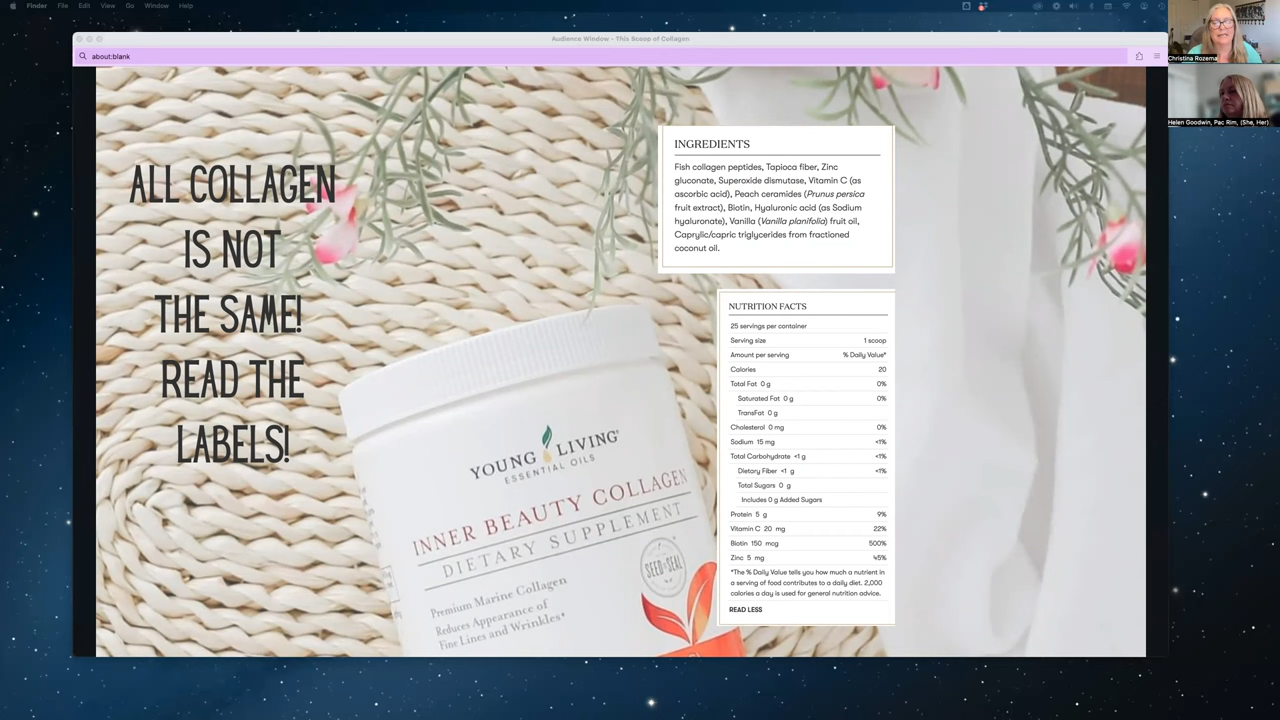 Finder File Edit View Go Window Help
Audience Window - This Scoop of Collagen
about:blank
Christina Rozema
Helen Goodwin, Pac Rim, (She, Her)
ALL COLLAGEN
IS NOT
THE SAME!
READ THE
LABELS!
INGREDIENTS
Fish collagen peptides, Tapioca fiber, Zinc
gluconate, Superoxide dismutase, Vitamin C (as
ascorbic acid), Peach ceramides (Prunus persica
fruit extract), Biotin, Hyaluronic acid (as Sodium
hyaluronate), Vanilla (Vanilla planifolia) fruit oil,
Caprylic/capric triglycerides from fractioned
coconut oil.
NUTRITION FACTS
25 servings per container
Serving size 1 scoop
Amount per serving % Daily Value*
Calories 20
Total Fat 0 g 0%
Saturated Fat 0 g 0%
TransFat 0 g
Cholesterol 0 mg 0%
Sodium 15 mg <1%
Total Carbohydrate <1 g <1%
Dietary Fiber <1 g <1%
Total Sugars 0 g
Includes 0 g Added Sugars
Protein 5 g 9%
Vitamin C 20 mg 22%
Biotin 150 mcg 500%
Zinc 5 mg 45%
*The % Daily Value tells you how much a nutrient in
a serving of food contributes to a daily diet. 2,000
calories a day is used for general nutrition advice.
READ LESS
YOUNG LIVING
ESSENTIAL OILS
INNER BEAUTY COLLAGEN
DIETARY SUPPLEMENT
SEED TO SEAL
Premium Marine Collagen
Reduces Appearance of
Fine Lines and Wrinkles*